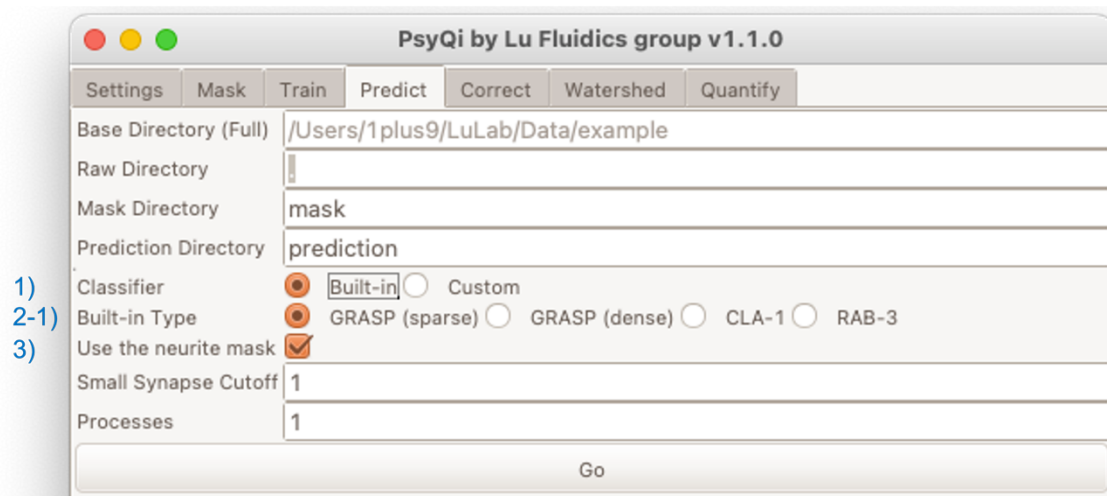 PsyQi by Lu Fluidics group v1.1.0
Settings Mask Train Predict Correct Watershed Quantify
Base Directory (Full) /Users/1plus9/LuLab/Data/example
Raw Directory .
Mask Directory mask
Prediction Directory prediction
1) Classifier Built-in Custom
2-1) Built-in Type GRASP (sparse) GRASP (dense) CLA-1 RAB-3
3) Use the neurite mask
Small Synapse Cutoff 1
Processes 1
Go